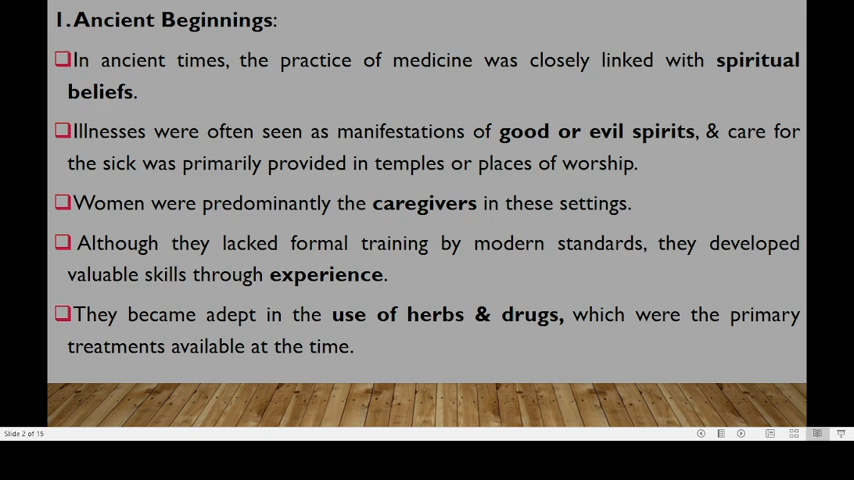 1. Ancient Beginnings:
In ancient times, the practice of medicine was closely linked with spiritual
beliefs.
Illnesses were often seen as manifestations of good or evil spirits, & care for
the sick was primarily provided in temples or places of worship.
Women were predominantly the caregivers in these settings.
Although they lacked formal training by modern standards, they developed
valuable skills through experience.
They became adept in the use of herbs & drugs, which were the primary
treatments available at the time.
Slide 2 of 15